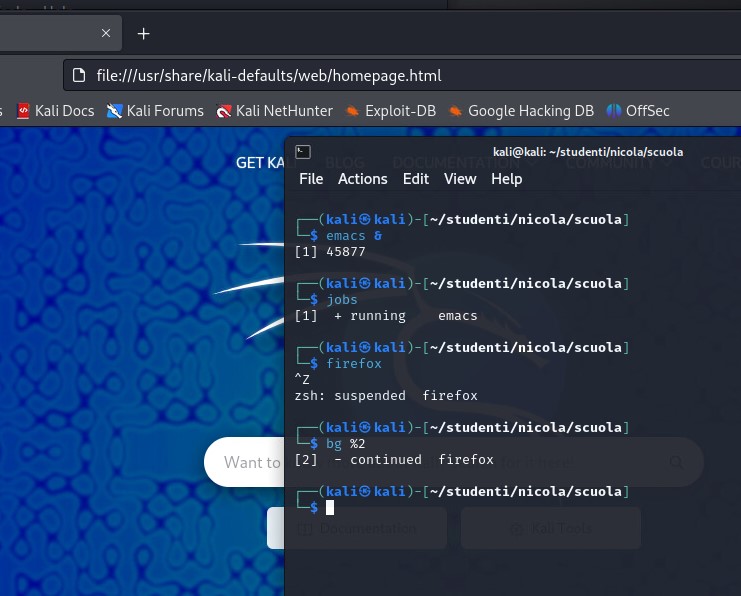 file:///usr/share/kali-defaults/web/homepage.html
s Kali Docs Kali Forums Kali NetHunter Exploit-DB Google Hacking DB OffSec
kali@kali: ~/studenti/nicola/scuola
GET KA BLOG DOCUMENTATION COMMUNITY COUR
File Actions Edit View Help
┌──(kali㉿kali)-[~/studenti/nicola/scuola]
└─$ emacs &
[1] 45877
┌──(kali㉿kali)-[~/studenti/nicola/scuola]
└─$ jobs
[1]  + running    emacs
┌──(kali㉿kali)-[~/studenti/nicola/scuola]
└─$ firefox
^Z
zsh: suspended  firefox
┌──(kali㉿kali)-[~/studenti/nicola/scuola]
└─$ bg %2
Want to
[2]  - continued  firefox
┌──(kali㉿kali)-[~/studenti/nicola/scuola]
└─$
Documentation Kali Tools